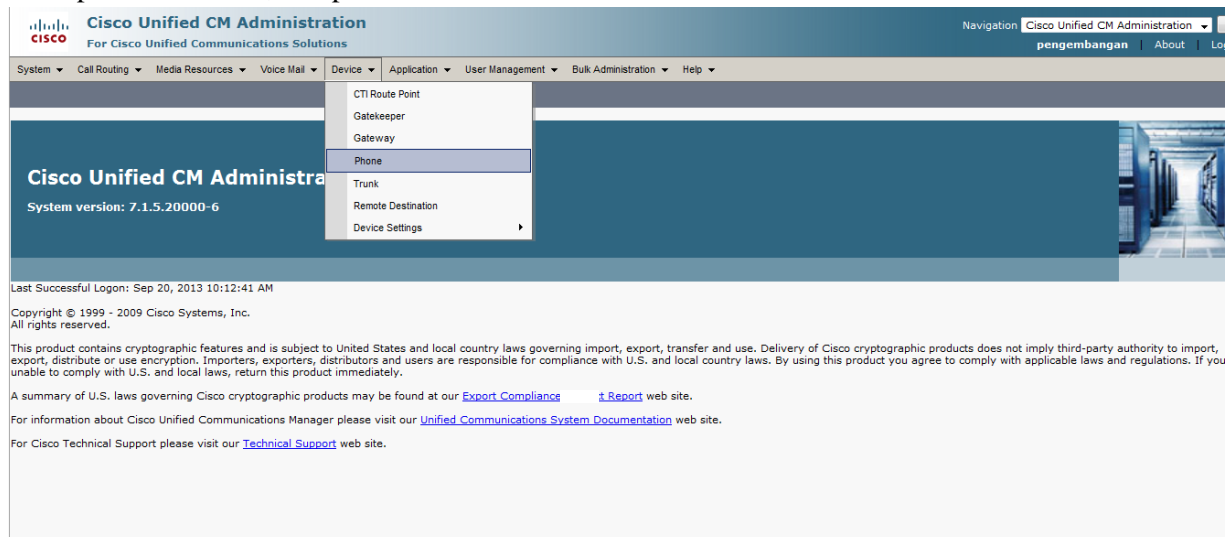 Cisco Unified CM Administration
CISCO
For Cisco Unified Communications Solutions
Navigation Cisco Unified CM Administration
pengembangan | About |
System Call Routing Media Resources Voice Mail Device Application User Management Bulk Administration Help
CTI Route Point
Gatekeeper
Gateway
Phone
Trunk
Remote Destination
Device Settings
Cisco Unified CM
System version: 7.1.5.20000-6
Last Successful Logon: Sep 20, 2013 10:12:41 AM
Copyright © 1999 - 2009 Cisco Systems, Inc.
All rights reserved.
This product contains cryptographic features and is subject to United States and local country laws governing import, export, transfer and use. Delivery of Cisco cryptographic products does not imply third-party authority to import,
export, distribute or use encryption. Importers, exporters, distributors and users are responsible for compliance with U.S. and local country laws. By using this product you agree to comply with applicable laws and regulations. If you
unable to comply with U.S. and local laws, return this product immediately.
A summary of U.S. laws governing Cisco cryptographic products may be found at our Export Compliance Report web site.
For information about Cisco Unified Communications Manager please visit our Unified Communications System Documentation web site.
For Cisco Technical Support please visit our Technical Support web site.